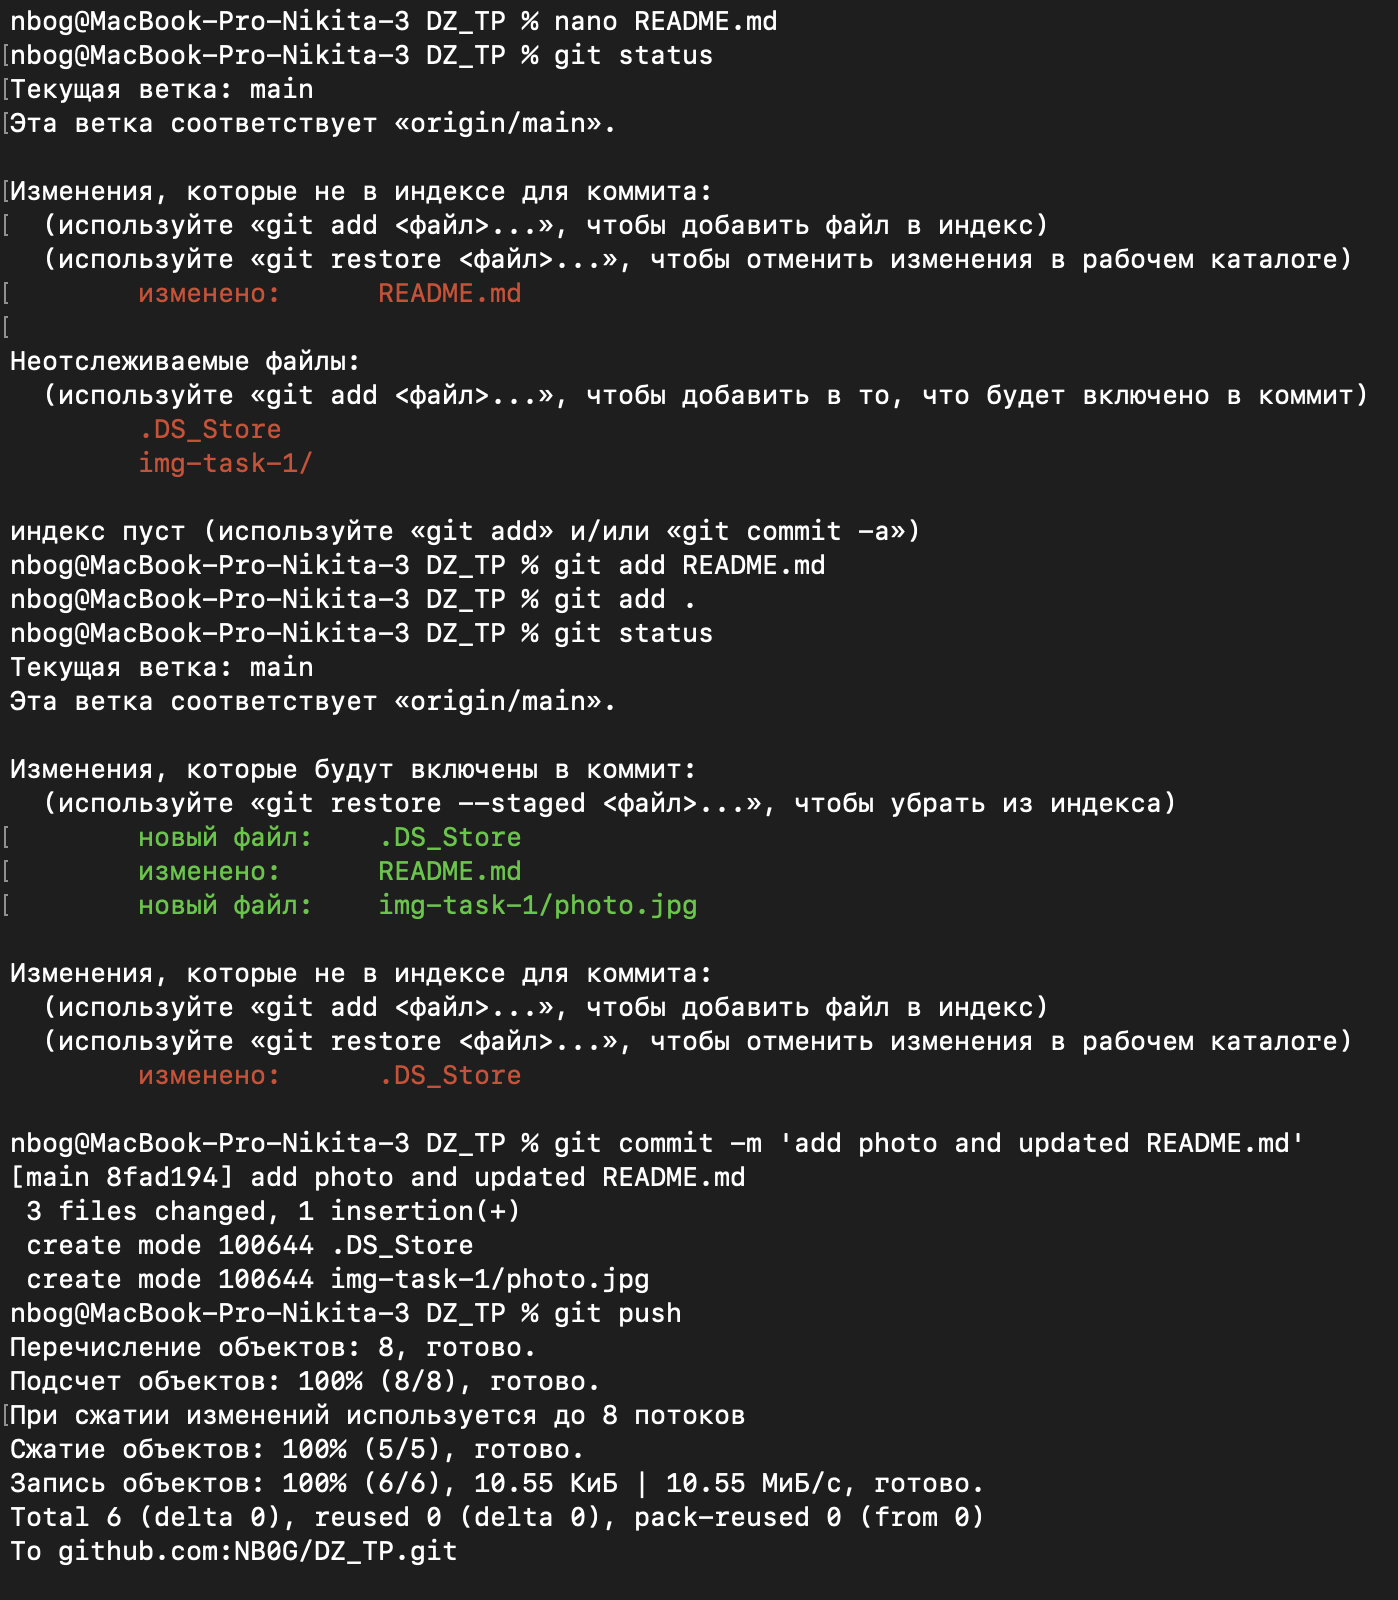 nbog@MacBook-Pro-Nikita-3 DZ_TP % nano README.md
[nbog@MacBook-Pro-Nikita-3 DZ_TP % git status
[Текущая ветка: main
[Эта ветка соответствует «origin/main».
[Изменения, которые не в индексе для коммита:
[  (используйте «git add <файл>...», чтобы добавить файл в индекс)
  (используйте «git restore <файл>...», чтобы отменить изменения в рабочем каталоге)
[        изменено:      README.md
[
Неотслеживаемые файлы:
  (используйте «git add <файл>...», чтобы добавить в то, что будет включено в коммит)
        .DS_Store
        img-task-1/
индекс пуст (используйте «git add» и/или «git commit -a»)
nbog@MacBook-Pro-Nikita-3 DZ_TP % git add README.md
nbog@MacBook-Pro-Nikita-3 DZ_TP % git add .
nbog@MacBook-Pro-Nikita-3 DZ_TP % git status
Текущая ветка: main
Эта ветка соответствует «origin/main».
Изменения, которые будут включены в коммит:
  (используйте «git restore --staged <файл>...», чтобы убрать из индекса)
[        новый файл:    .DS_Store
[        изменено:      README.md
[        новый файл:    img-task-1/photo.jpg
Изменения, которые не в индексе для коммита:
  (используйте «git add <файл>...», чтобы добавить файл в индекс)
  (используйте «git restore <файл>...», чтобы отменить изменения в рабочем каталоге)
        изменено:      .DS_Store
nbog@MacBook-Pro-Nikita-3 DZ_TP % git commit -m 'add photo and updated README.md'
[main 8fad194] add photo and updated README.md
 3 files changed, 1 insertion(+)
 create mode 100644 .DS_Store
 create mode 100644 img-task-1/photo.jpg
nbog@MacBook-Pro-Nikita-3 DZ_TP % git push
Перечисление объектов: 8, готово.
Подсчет объектов: 100% (8/8), готово.
[При сжатии изменений используется до 8 потоков
Сжатие объектов: 100% (5/5), готово.
Запись объектов: 100% (6/6), 10.55 КиБ | 10.55 МиБ/с, готово.
Total 6 (delta 0), reused 0 (delta 0), pack-reused 0 (from 0)
To github.com:NB0G/DZ_TP.git